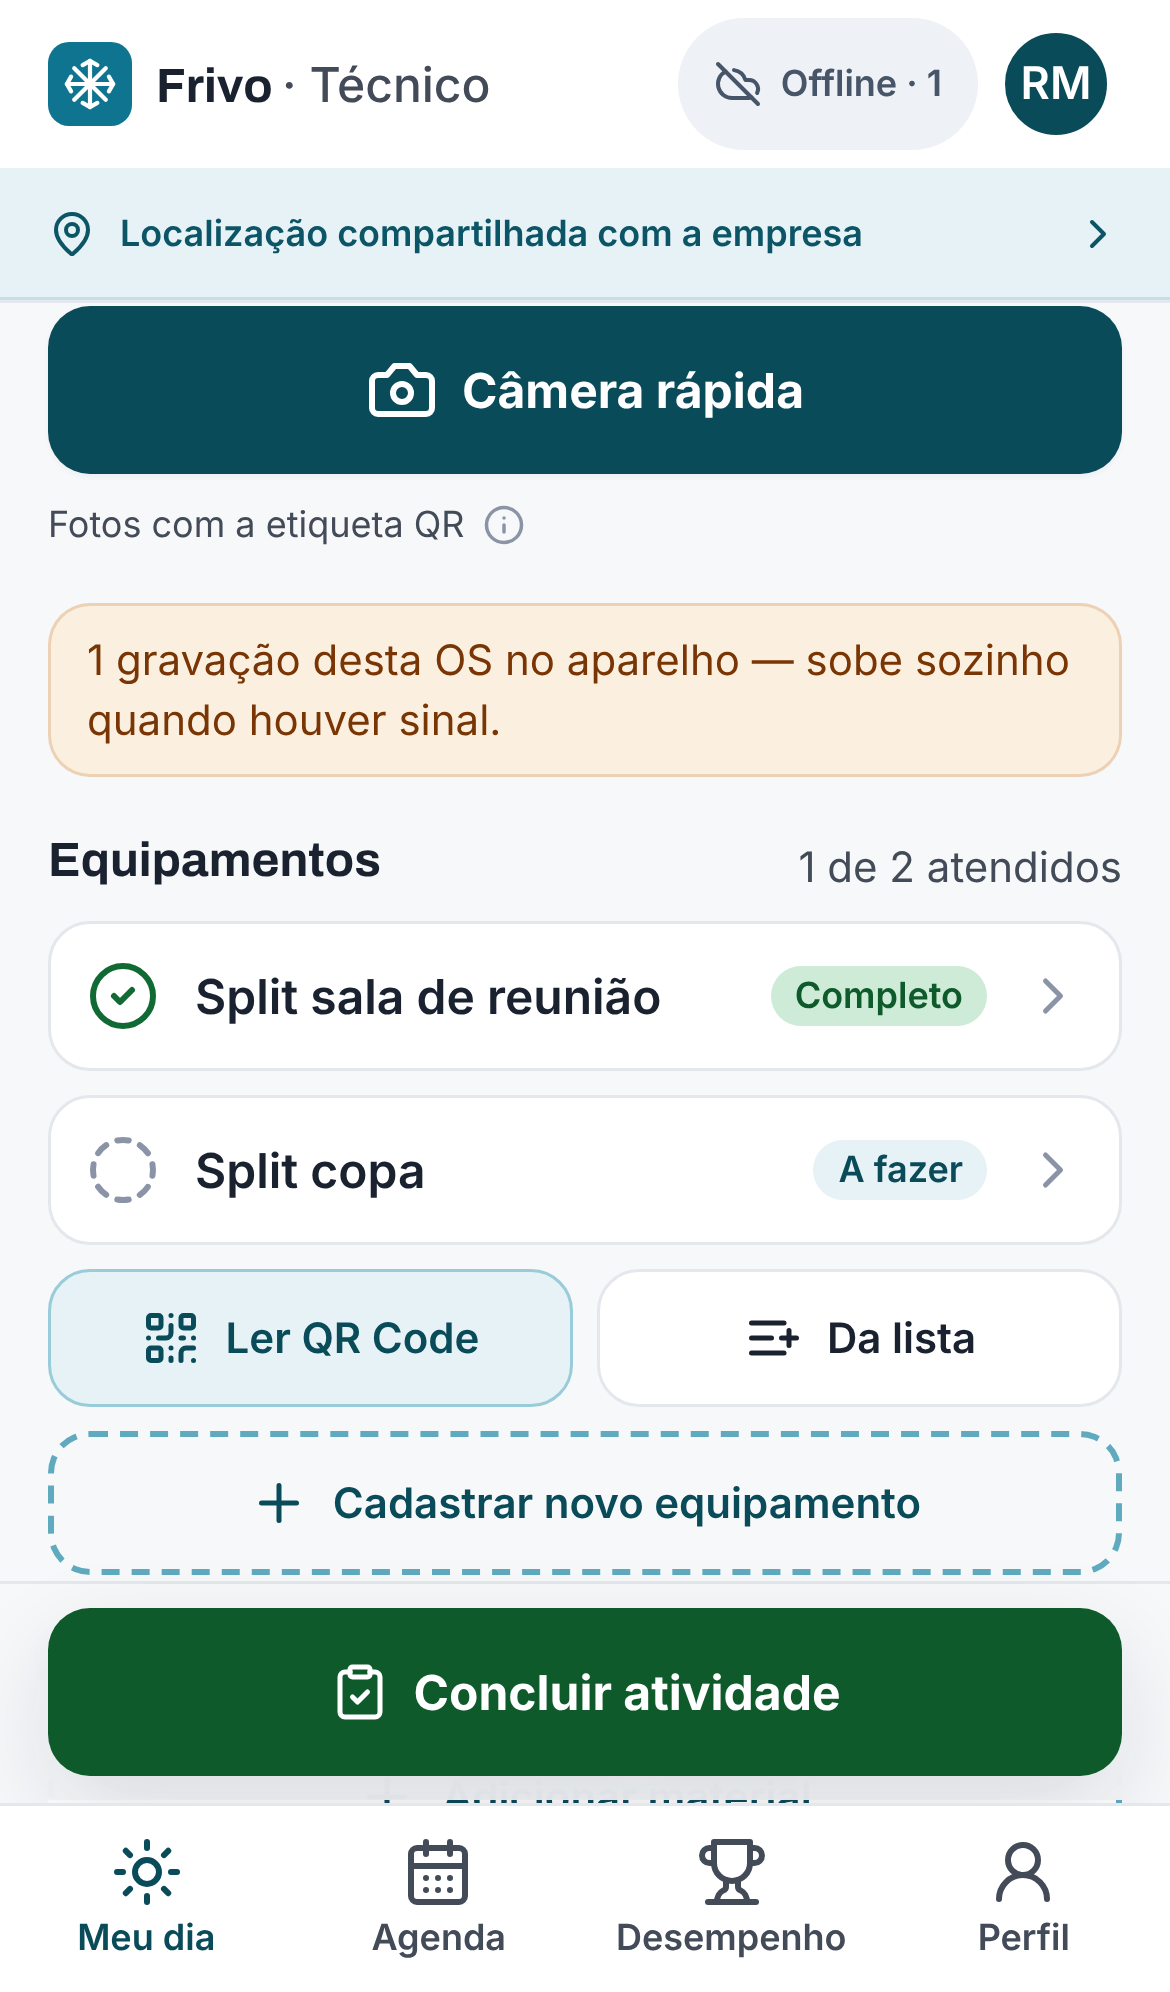 Frivo · Técnico
Offline · 1
RM
Localização compartilhada com a empresa
Câmera rápida
Fotos com a etiqueta QR
1 gravação desta OS no aparelho — sobe sozinho
quando houver sinal.
Equipamentos
1 de 2 atendidos
Split sala de reunião
Completo
Split copa
A fazer
Ler QR Code
Da lista
Cadastrar novo equipamento
Concluir atividade
Adicionar material
Meu dia
Agenda
Desempenho
Perfil